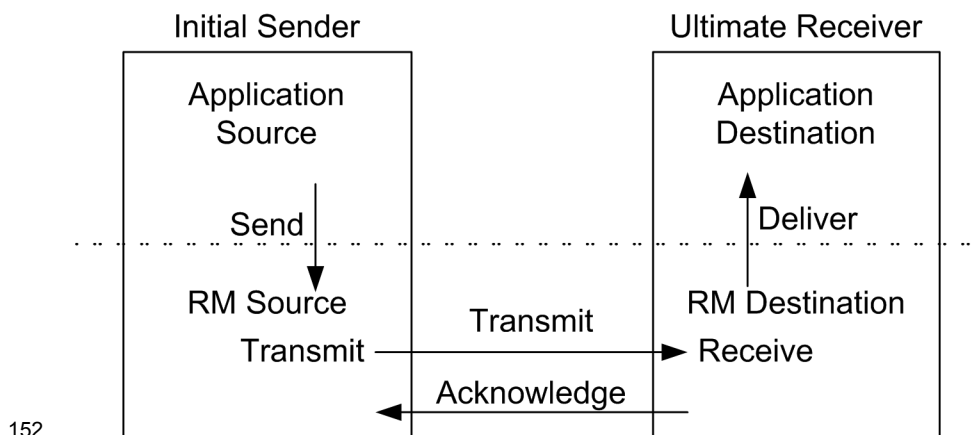 Initial Sender
Ultimate Receiver
Application
Source
Application
Destination
Send
Deliver
RM Source
RM Destination
Transmit
Transmit
Receive
Acknowledge
152